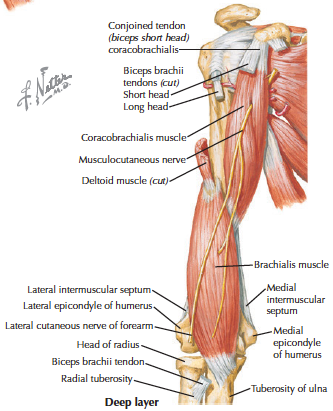 Conjoined tendon
(biceps short head)
coracobrachialis
Biceps brachii
tendons (cut)
Short head
Long head
Coracobrachialis muscle
Musculocutaneous nerve
Deltoid muscle (cut)
Brachialis muscle
Lateral intermuscular septum
Lateral epicondyle of humerus
Lateral cutaneous nerve of forearm
Head of radius
Biceps brachii tendon
Radial tuberosity
Medial
intermuscular
septum
Medial
epicondyle
of humerus
Tuberosity of ulna
Deep layer
F. Netter
M.D.